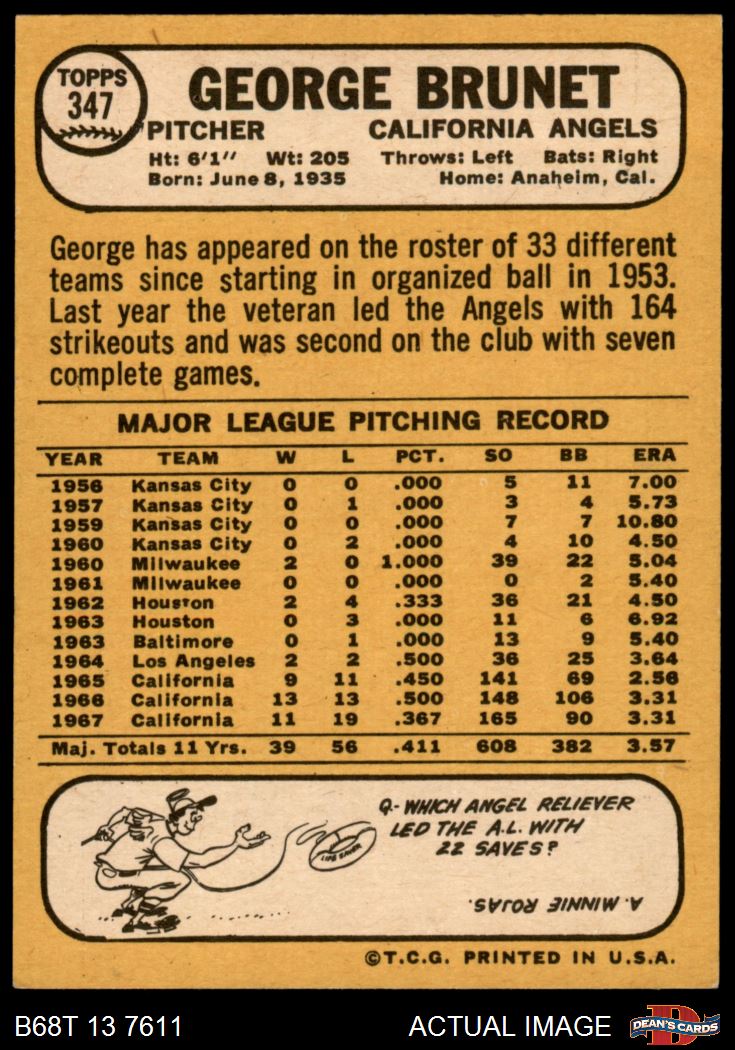 TOPPS
347
GEORGE BRUNET
PITCHER CALIFORNIA ANGELS
Ht: 6'1" Wt: 205 Throws: Left Bats: Right
Born: June 8, 1935 Home: Anaheim, Cal.
George has appeared on the roster of 33 different
teams since starting in organized ball in 1953.
Last year the veteran led the Angels with 164
strikeouts and was second on the club with seven
complete games.
MAJOR LEAGUE PITCHING RECORD
YEAR TEAM W L PCT. SO BB ERA
1956 Kansas City 0 0 .000 5 11 7.00
1957 Kansas City 0 1 .000 3 4 5.73
1959 Kansas City 0 0 .000 7 7 10.80
1960 Kansas City 0 2 .000 4 10 4.50
1960 Milwaukee 2 0 1.000 39 22 5.04
1961 Milwaukee 0 0 .000 0 2 5.40
1962 Houston 2 4 .333 36 21 4.50
1963 Houston 0 3 .000 11 6 6.92
1963 Baltimore 0 1 .000 13 9 5.40
1964 Los Angeles 2 2 .500 36 25 3.64
1965 California 9 11 .450 141 69 2.56
1966 California 13 13 .500 148 106 3.31
1967 California 11 19 .367 165 90 3.31
Maj. Totals 11 Yrs. 39 56 .411 608 382 3.57
LIFE SAVER
Q- WHICH ANGEL RELIEVER
LED THE A.L. WITH
22 SAVES?
A. MINNIE ROJAS.
©T.C.G. PRINTED IN U.S.A.
B68T 13 7611 ACTUAL IMAGE D DEAN'S CARDS